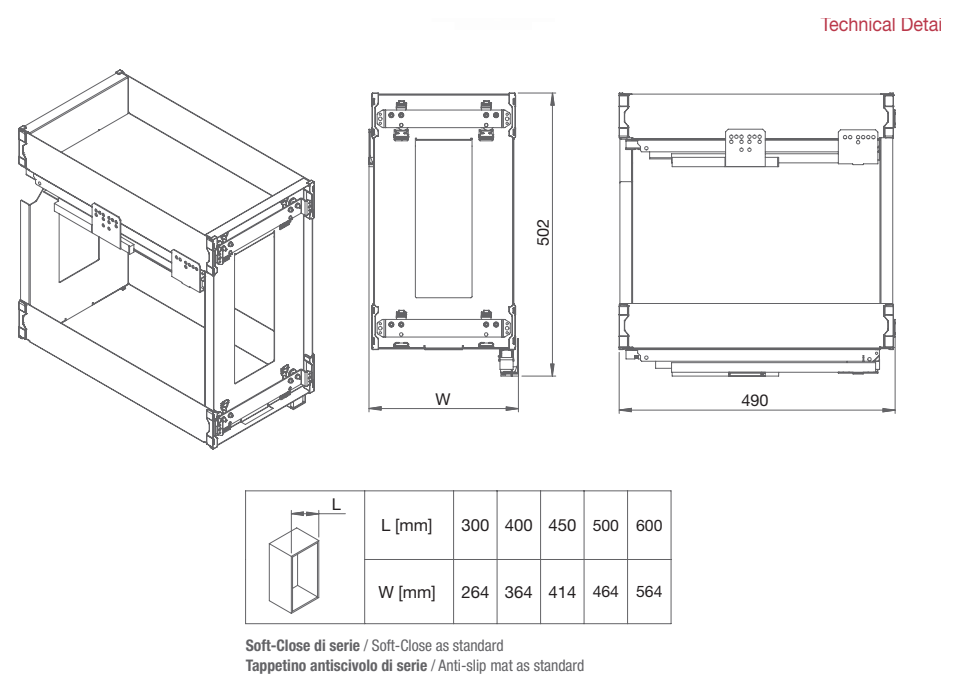 Technical Detai
502
W
490
L
L [mm] 300 400 450 500 600
W [mm] 264 364 414 464 564
Soft-Close di serie / Soft-Close as standard
Tappetino antiscivolo di serie / Anti-slip mat as standard